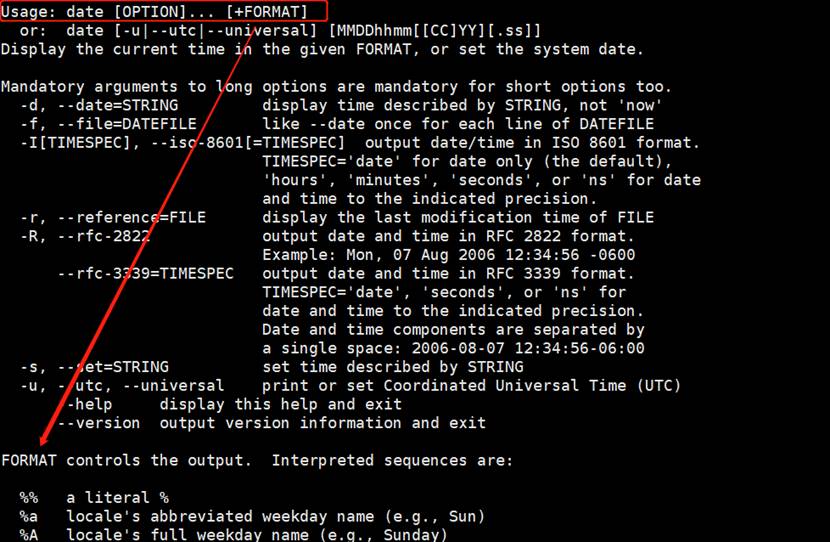 Usage: date [OPTION]... [+FORMAT]
  or:  date [-u|--utc|--universal] [MMDDhhmm[[CC]YY][.ss]]
Display the current time in the given FORMAT, or set the system date.
Mandatory arguments to long options are mandatory for short options too.
  -d, --date=STRING         display time described by STRING, not 'now'
  -f, --file=DATEFILE       like --date once for each line of DATEFILE
  -I[TIMESPEC], --iso-8601[=TIMESPEC]  output date/time in ISO 8601 format.
                            TIMESPEC='date' for date only (the default),
                            'hours', 'minutes', 'seconds', or 'ns' for date
                            and time to the indicated precision.
  -r, --reference=FILE      display the last modification time of FILE
  -R, --rfc-2822            output date and time in RFC 2822 format.
                            Example: Mon, 07 Aug 2006 12:34:56 -0600
      --rfc-3339=TIMESPEC   output date and time in RFC 3339 format.
                            TIMESPEC='date', 'seconds', or 'ns' for
                            date and time to the indicated precision.
                            Date and time components are separated by
                            a single space: 2006-08-07 12:34:56-06:00
  -s, --set=STRING          set time described by STRING
  -u, --utc, --universal    print or set Coordinated Universal Time (UTC)
      --help     display this help and exit
      --version  output version information and exit
FORMAT controls the output.  Interpreted sequences are:
  %%   a literal %
  %a   locale's abbreviated weekday name (e.g., Sun)
  %A   locale's full weekday name (e.g., Sunday)